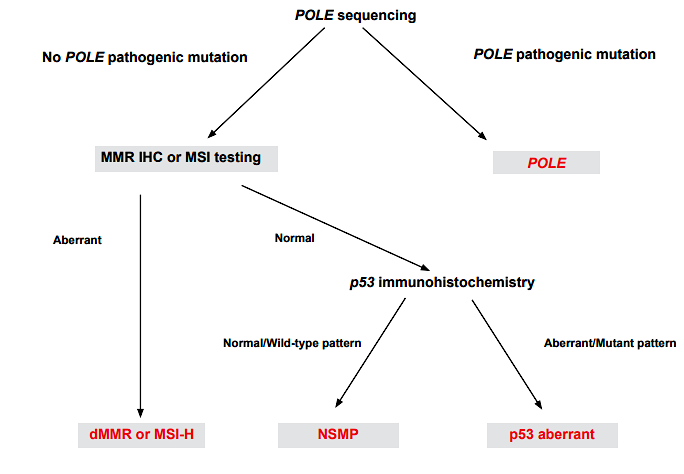 POLE sequencing
No POLE pathogenic mutation
POLE pathogenic mutation
MMR IHC or MSI testing
POLE
Aberrant
Normal
p53 immunohistochemistry
Normal/Wild-type pattern
Aberrant/Mutant pattern
dMMR or MSI-H
NSMP
p53 aberrant